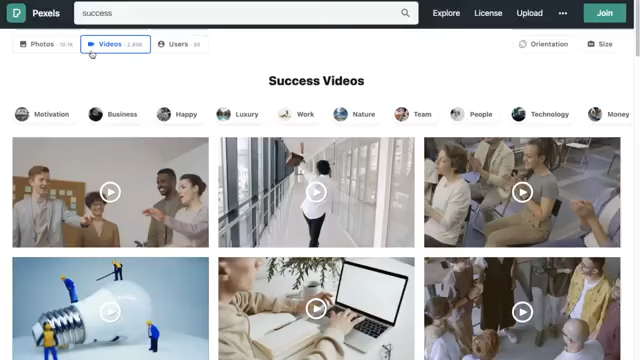 Pexels success Explore License Upload ••• Join
Photos Videos Users Orientation Size
Success Videos
Motivation Business Happy Luxury Work Nature Team People Technology Money